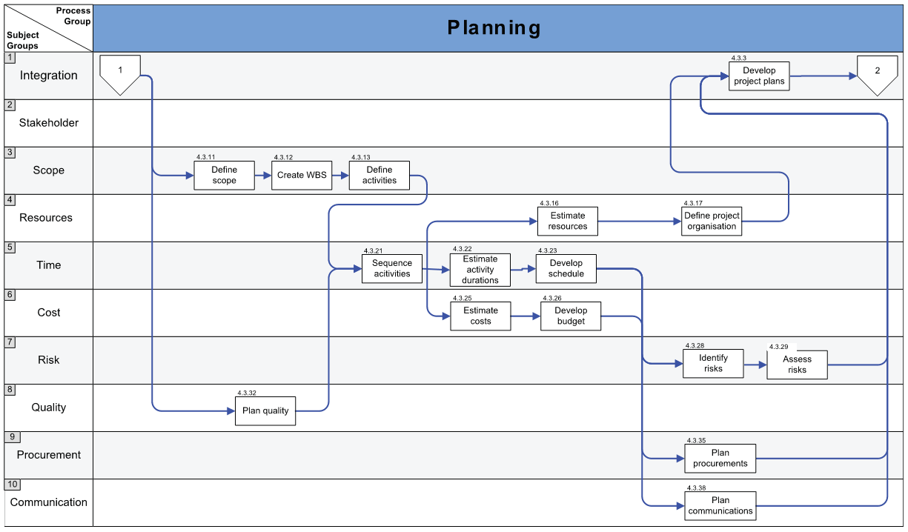 Process
Group
Subject
Groups
Planning
1
Integration
1
4.3.3
Develop
project plans
2
2
Stakeholder
3
Scope
4.3.11
Define
scope
4.3.12
Create WBS
4.3.13
Define
activities
4
Resources
4.3.16
Estimate
resources
4.3.17
Define project
organisation
5
Time
4.3.21
Sequence
acitivities
4.3.22
Estimate
activity
durations
4.3.23
Develop
schedule
6
Cost
4.3.25
Estimate
costs
4.3.26
Develop
budget
7
Risk
4.3.28
Identify
risks
4.3.29
Assess
risks
8
Quality
4.3.32
Plan quality
9
Procurement
4.3.35
Plan
procurements
10
Communication
4.3.38
Plan
communications